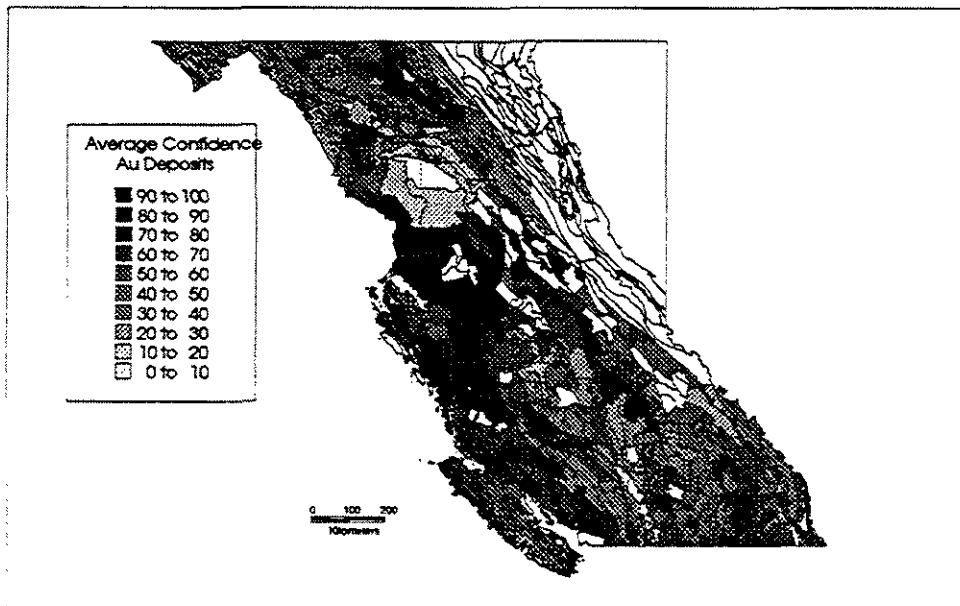 Average Confidence
Au Deposits
90 to 100
80 to 90
70 to 80
60 to 70
50 to 60
40 to 50
30 to 40
20 to 30
10 to 20
0 to 10
0 100 200
Kilometers